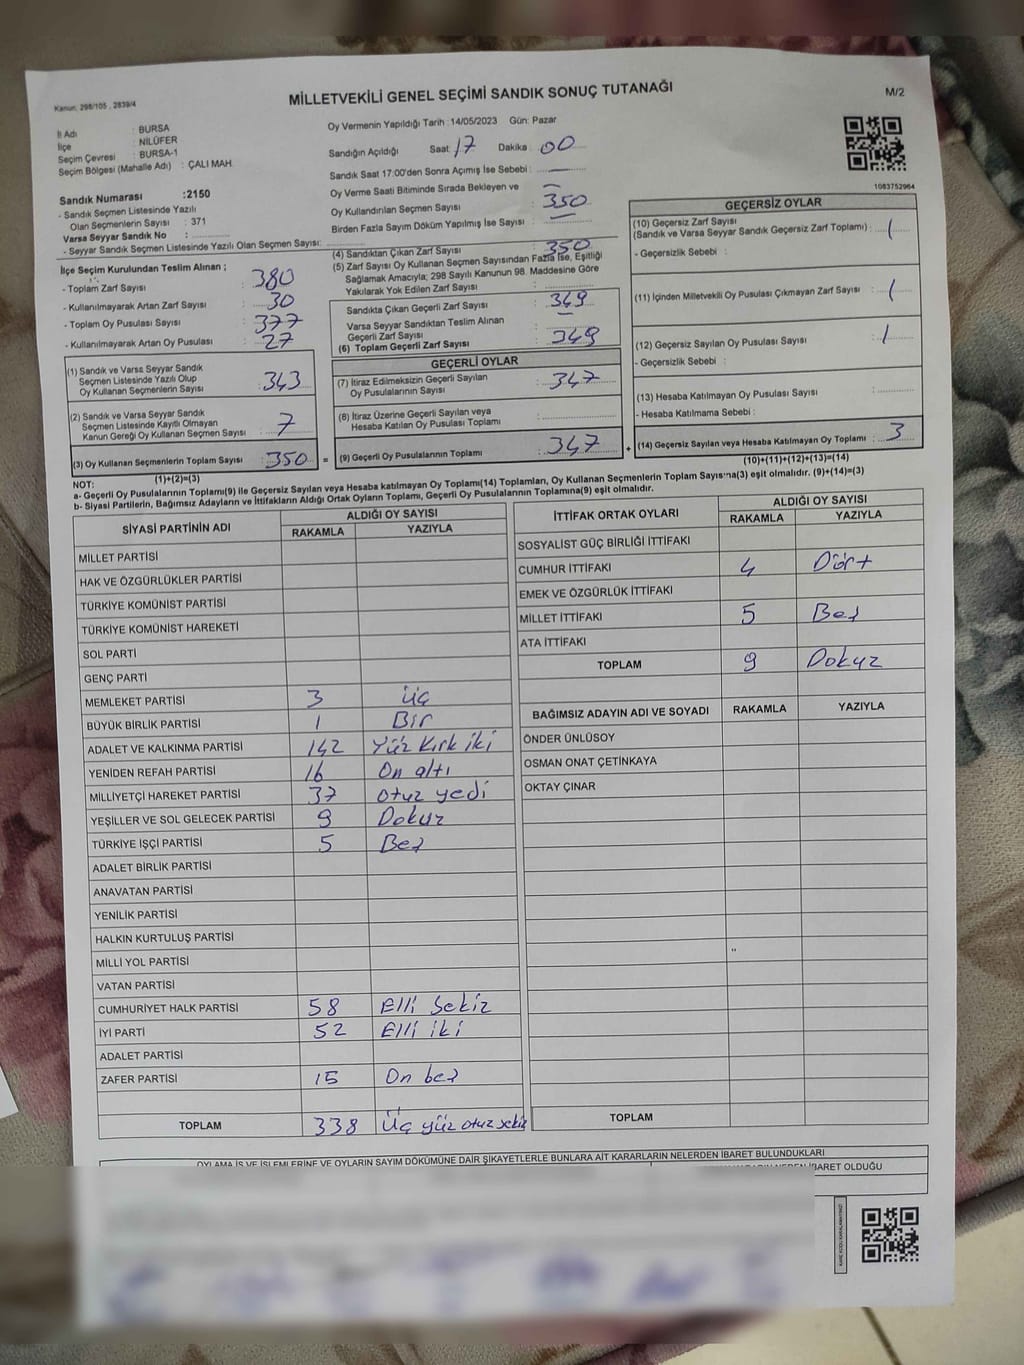 Kanun; 298/105 , 2839/4
MİLLETVEKİLİ GENEL SEÇİMİ SANDIK SONUÇ TUTANAĞI
M/2
İl Adı : BURSA
İlçe : NİLÜFER
Seçim Çevresi : BURSA-1
Seçim Bölgesi (Mahalle Adı) : ÇALI MAH.
Sandık Numarası :2150
- Sandık Seçmen Listesinde Yazılı
Olan Seçmenlerin Sayısı : 371
Varsa Seyyar Sandık No :
- Seyyar Sandık Seçmen Listesinde Yazılı Olan Seçmen Sayısı:
Oy Vermenin Yapıldığı Tarih :14/05/2023 Gün: Pazar
Sandığın Açıldığı Saat: 17 Dakika : 00
Sandık Saat 17:00'den Sonra Açılmış İse Sebebi :
Oy Verme Saati Bitiminde Sırada Bekleyen ve
Oy Kullandırılan Seçmen Sayısı : 350
Birden Fazla Sayım Döküm Yapılmış İse Sayısı :
1083752964
İlçe Seçim Kurulundan Teslim Alınan ;
- Toplam Zarf Sayısı : 380
- Kullanılmayarak Artan Zarf Sayısı : 30
- Toplam Oy Pusulası Sayısı : 377
- Kullanılmayarak Artan Oy Pusulası : 27
(1) Sandık ve Varsa Seyyar Sandık
Seçmen Listesinde Yazılı Olup
Oy Kullanan Seçmenlerin Sayısı : 343
(2) Sandık ve Varsa Seyyar Sandık
Seçmen Listesinde Kayıtlı Olmayan
Kanun Gereği Oy Kullanan Seçmen Sayısı : 7
(3) Oy Kullanan Seçmenlerin Toplam Sayısı : 350 =
(1)+(2)=(3)
(4) Sandıktan Çıkan Zarf Sayısı : 350
(5) Zarf Sayısı Oy Kullanan Seçmen Sayısından Fazla İse, Eşitliği
Sağlamak Amacıyla; 298 Sayılı Kanunun 98. Maddesine Göre
Yakılarak Yok Edilen Zarf Sayısı :
Sandıkta Çıkan Geçerli Zarf Sayısı : 349
Varsa Seyyar Sandıktan Teslim Alınan
Geçerli Zarf Sayısı
(6) Toplam Geçerli Zarf Sayısı : 349
GEÇERLİ OYLAR
(7) İtiraz Edilmeksizin Geçerli Sayılan
Oy Pusulalarının Sayısı : 347
(8) İtiraz Üzerine Geçerli Sayılan veya
Hesaba Katılan Oy Pusulası Toplamı :
(9) Geçerli Oy Pusulalarının Toplamı : 347 +
GEÇERSİZ OYLAR
(10) Geçersiz Zarf Sayısı
(Sandık ve Varsa Seyyar Sandık Geçersiz Zarf Toplamı) : 1
- Geçersizlik Sebebi :
(11) İçinden Milletvekili Oy Pusulası Çıkmayan Zarf Sayısı : 1
(12) Geçersiz Sayılan Oy Pusulası Sayısı : 1
- Geçersizlik Sebebi :
(13) Hesaba Katılmayan Oy Pusulası Sayısı :
- Hesaba Katılmama Sebebi :
(14) Geçersiz Sayılan veya Hesaba Katılmayan Oy Toplamı : 3
(10)+(11)+(12)+(13)=(14)
NOT:
a- Geçerli Oy Pusulalarının Toplamı(9) ile Geçersiz Sayılan veya Hesaba Katılmayan Oy Toplamı(14) Toplamları, Oy Kullanan Seçmenlerin Toplam Sayısına(3) eşit olmalıdır. (9)+(14)=(3)
b- Siyasi Partilerin, Bağımsız Adayların ve İttifakların Aldığı Ortak Oyların Toplamı, Geçerli Oy Pusulalarının Toplamına(9) eşit olmalıdır.
SİYASİ PARTİNİN ADI ALDIĞI OY SAYISI
RAKAMLA YAZIYLA
MİLLET PARTİSİ
HAK VE ÖZGÜRLÜKLER PARTİSİ
TÜRKİYE KOMÜNİST PARTİSİ
TÜRKİYE KOMÜNİST HAREKETİ
SOL PARTİ
GENÇ PARTİ
MEMLEKET PARTİSİ 3 üç
BÜYÜK BİRLİK PARTİSİ 1 Bir
ADALET VE KALKINMA PARTİSİ 142 Yüz Kırk iki
YENİDEN REFAH PARTİSİ 16 On altı
MİLLİYETÇİ HAREKET PARTİSİ 37 otuz yedi
YEŞİLLER VE SOL GELECEK PARTİSİ 9 Dokuz
TÜRKİYE İŞÇİ PARTİSİ 5 Beş
ADALET BİRLİK PARTİSİ
ANAVATAN PARTİSİ
YENİLİK PARTİSİ
HALKIN KURTULUŞ PARTİSİ
MİLLİ YOL PARTİSİ
VATAN PARTİSİ
CUMHURİYET HALK PARTİSİ 58 Elli Sekiz
İYİ PARTİ 52 Elli iki
ADALET PARTİSİ
ZAFER PARTİSİ 15 On beş
TOPLAM 338 Üç yüz otuz sekiz
İTTİFAK ORTAK OYLARI ALDIĞI OY SAYISI
RAKAMLA YAZIYLA
SOSYALİST GÜÇ BİRLİĞİ İTTİFAKI
CUMHUR İTTİFAKI 4 Dört
EMEK VE ÖZGÜRLÜK İTTİFAKI
MİLLET İTTİFAKI 5 Beş
ATA İTTİFAKI
TOPLAM 9 Dokuz
BAĞIMSIZ ADAYIN ADI VE SOYADI RAKAMLA YAZIYLA
ÖNDER ÜNLÜSOY
OSMAN ONAT ÇETİNKAYA
OKTAY ÇINAR
TOPLAM
OYLAMA İŞ VE İŞLEMLERİNE VE OYLARIN SAYIM DÖKÜMÜNE DAİR ŞİKAYETLERLE BUNLARA AİT KARARLARIN NELERDEN İBARET BULUNDUKLARI
İBARET OLDUĞU